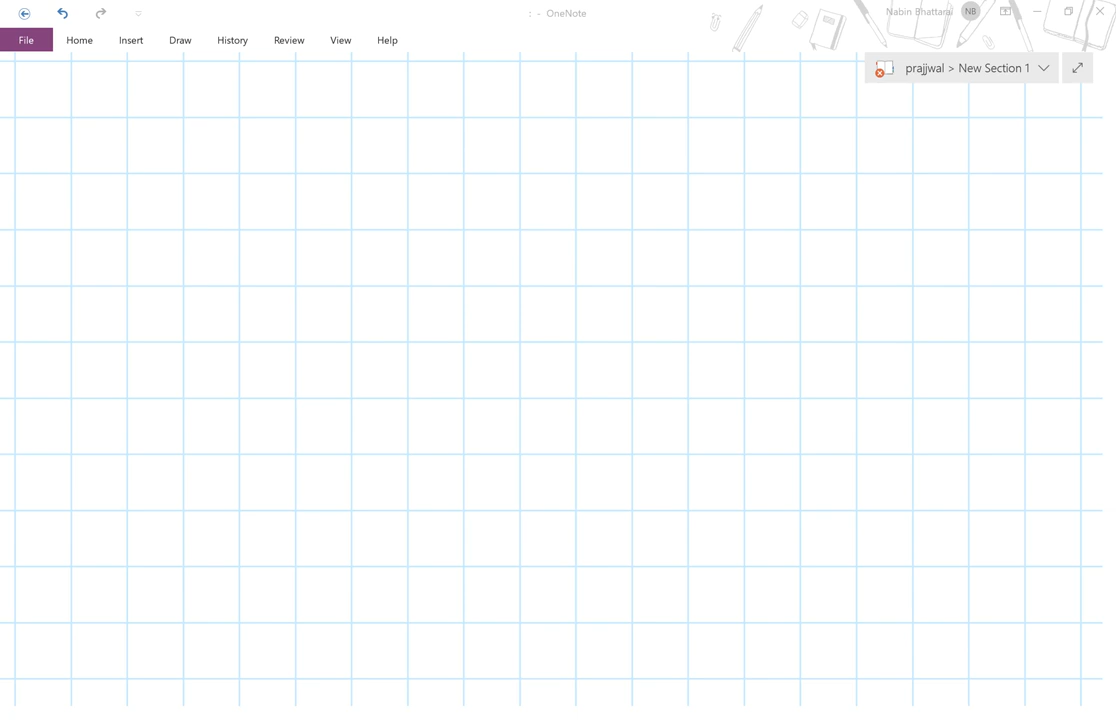 : - OneNote
Nabin Bhattarai NB
File Home Insert Draw History Review View Help
prajjwal > New Section 1